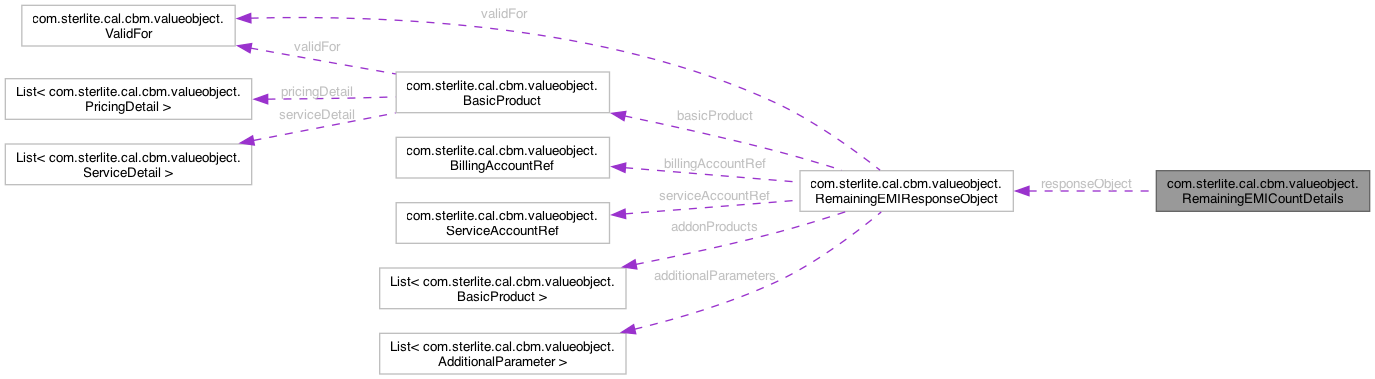 com.sterlite.cal.cbm.valueobject.
ValidFor
validFor
validFor
List< com.sterlite.cal.cbm.valueobject.
PricingDetail >
pricingDetail
com.sterlite.cal.cbm.valueobject.
BasicProduct
serviceDetail
basicProduct
List< com.sterlite.cal.cbm.valueobject.
ServiceDetail >
com.sterlite.cal.cbm.valueobject.
BillingAccountRef
billingAccountRef
com.sterlite.cal.cbm.valueobject.
ServiceAccountRef
serviceAccountRef
com.sterlite.cal.cbm.valueobject.
RemainingEMIResponseObject
responseObject
com.sterlite.cal.cbm.valueobject.
RemainingEMICountDetails
addonProducts
List< com.sterlite.cal.cbm.valueobject.
BasicProduct >
additionalParameters
List< com.sterlite.cal.cbm.valueobject.
AdditionalParameter >